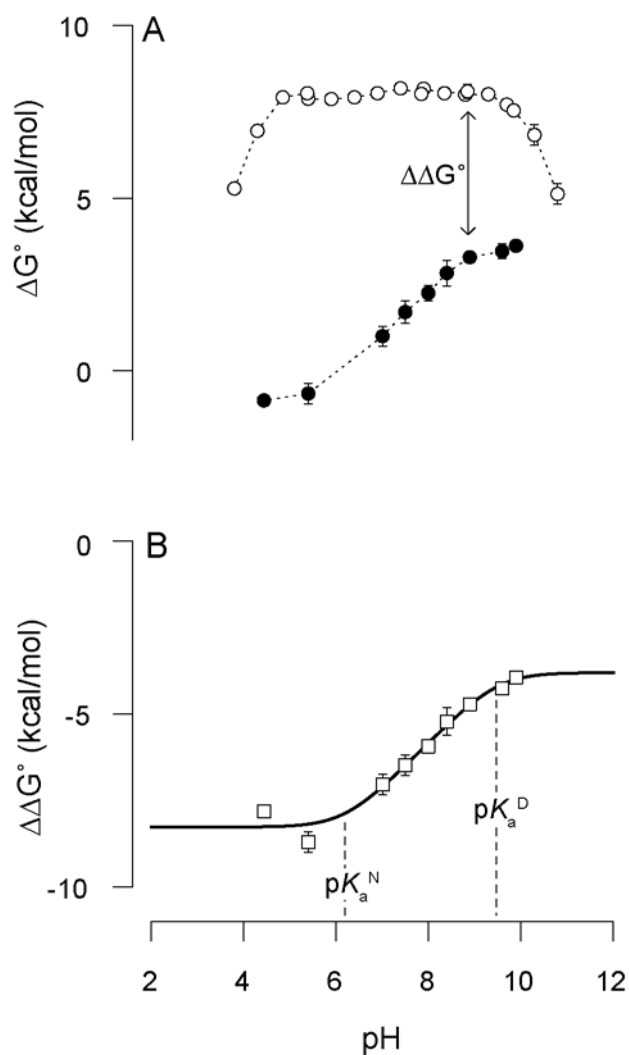 A
10
5
0
ΔG° (kcal/mol)
ΔΔG°
B
0
-5
-10
ΔΔG° (kcal/mol)
pKₐᴺ
pKₐᴰ
2 4 6 8 10 12
pH